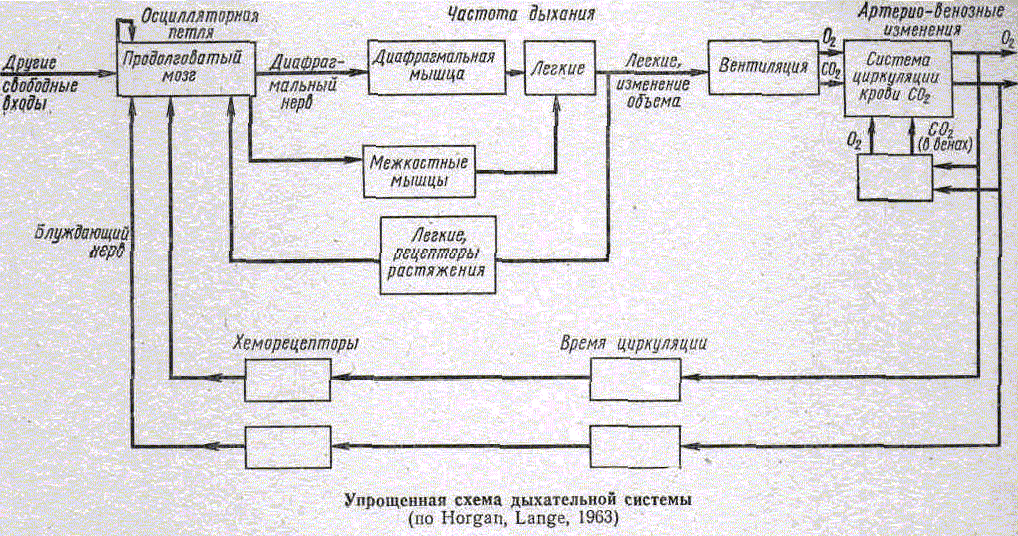 Осцилляторная
петля
Частота дыхания
Артерио-венозные
изменения
O₂
Другие
свободные
входы
Продолговатый
мозг
Диафраг-
мальный
нерв
Диафрагмальная
мышца
Легкие
Легкие,
изменение
объема
Вентиляция
O₂
CO₂
Система
циркуляции
крови CO₂
O₂
CO₂
(в венах)
Межкостные
мышцы
Блуждающий
нерв
Легкие,
рецепторы
растяжения
Хеморецепторы
Время циркуляции
Упрощенная схема дыхательной системы
(по Horgan, Lange, 1963)